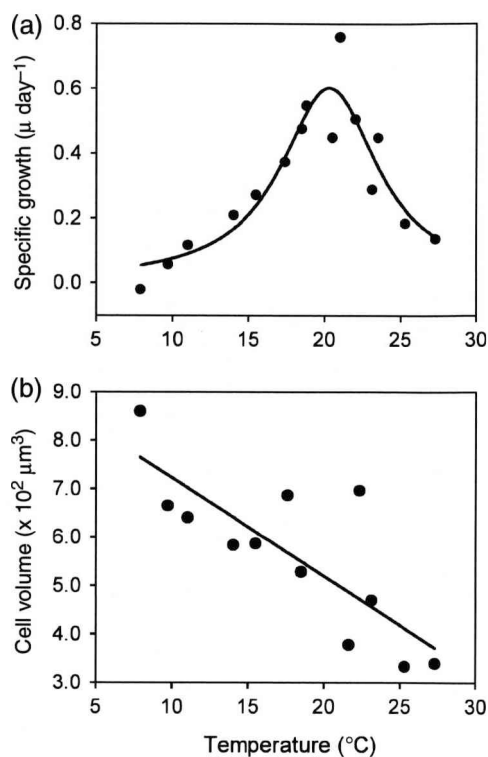 (a)
Specific growth (μ day⁻¹)
0.8
0.6
0.4
0.2
0.0
5 10 15 20 25 30
(b)
Cell volume (x 10² μm³)
9.0
8.0
7.0
6.0
5.0
4.0
3.0
5 10 15 20 25 30
Temperature (°C)